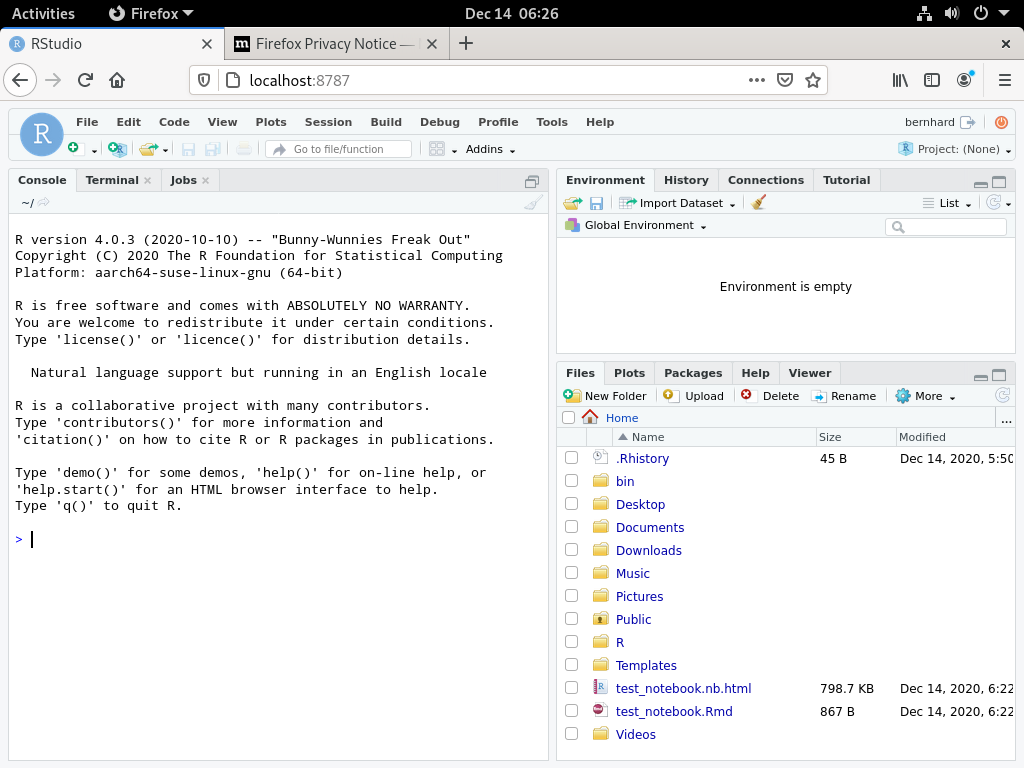 Activities Firefox Dec 14 06:26
RStudio Firefox Privacy Notice —
localhost:8787
File Edit Code View Plots Session Build Debug Profile Tools Help bernhard
Go to file/function Addins Project: (None)
Console Terminal Jobs
~/
R version 4.0.3 (2020-10-10) -- "Bunny-Wunnies Freak Out"
Copyright (C) 2020 The R Foundation for Statistical Computing
Platform: aarch64-suse-linux-gnu (64-bit)
R is free software and comes with ABSOLUTELY NO WARRANTY.
You are welcome to redistribute it under certain conditions.
Type 'license()' or 'licence()' for distribution details.
Natural language support but running in an English locale
R is a collaborative project with many contributors.
Type 'contributors()' for more information and
'citation()' on how to cite R or R packages in publications.
Type 'demo()' for some demos, 'help()' for on-line help, or
'help.start()' for an HTML browser interface to help.
Type 'q()' to quit R.
>
Environment History Connections Tutorial
Import Dataset List
Global Environment
Environment is empty
Files Plots Packages Help Viewer
New Folder Upload Delete Rename More
Home ...
Name Size Modified
.Rhistory 45 B Dec 14, 2020, 5:50
bin
Desktop
Documents
Downloads
Music
Pictures
Public
R
Templates
test_notebook.nb.html 798.7 KB Dec 14, 2020, 6:22
test_notebook.Rmd 867 B Dec 14, 2020, 6:22
Videos